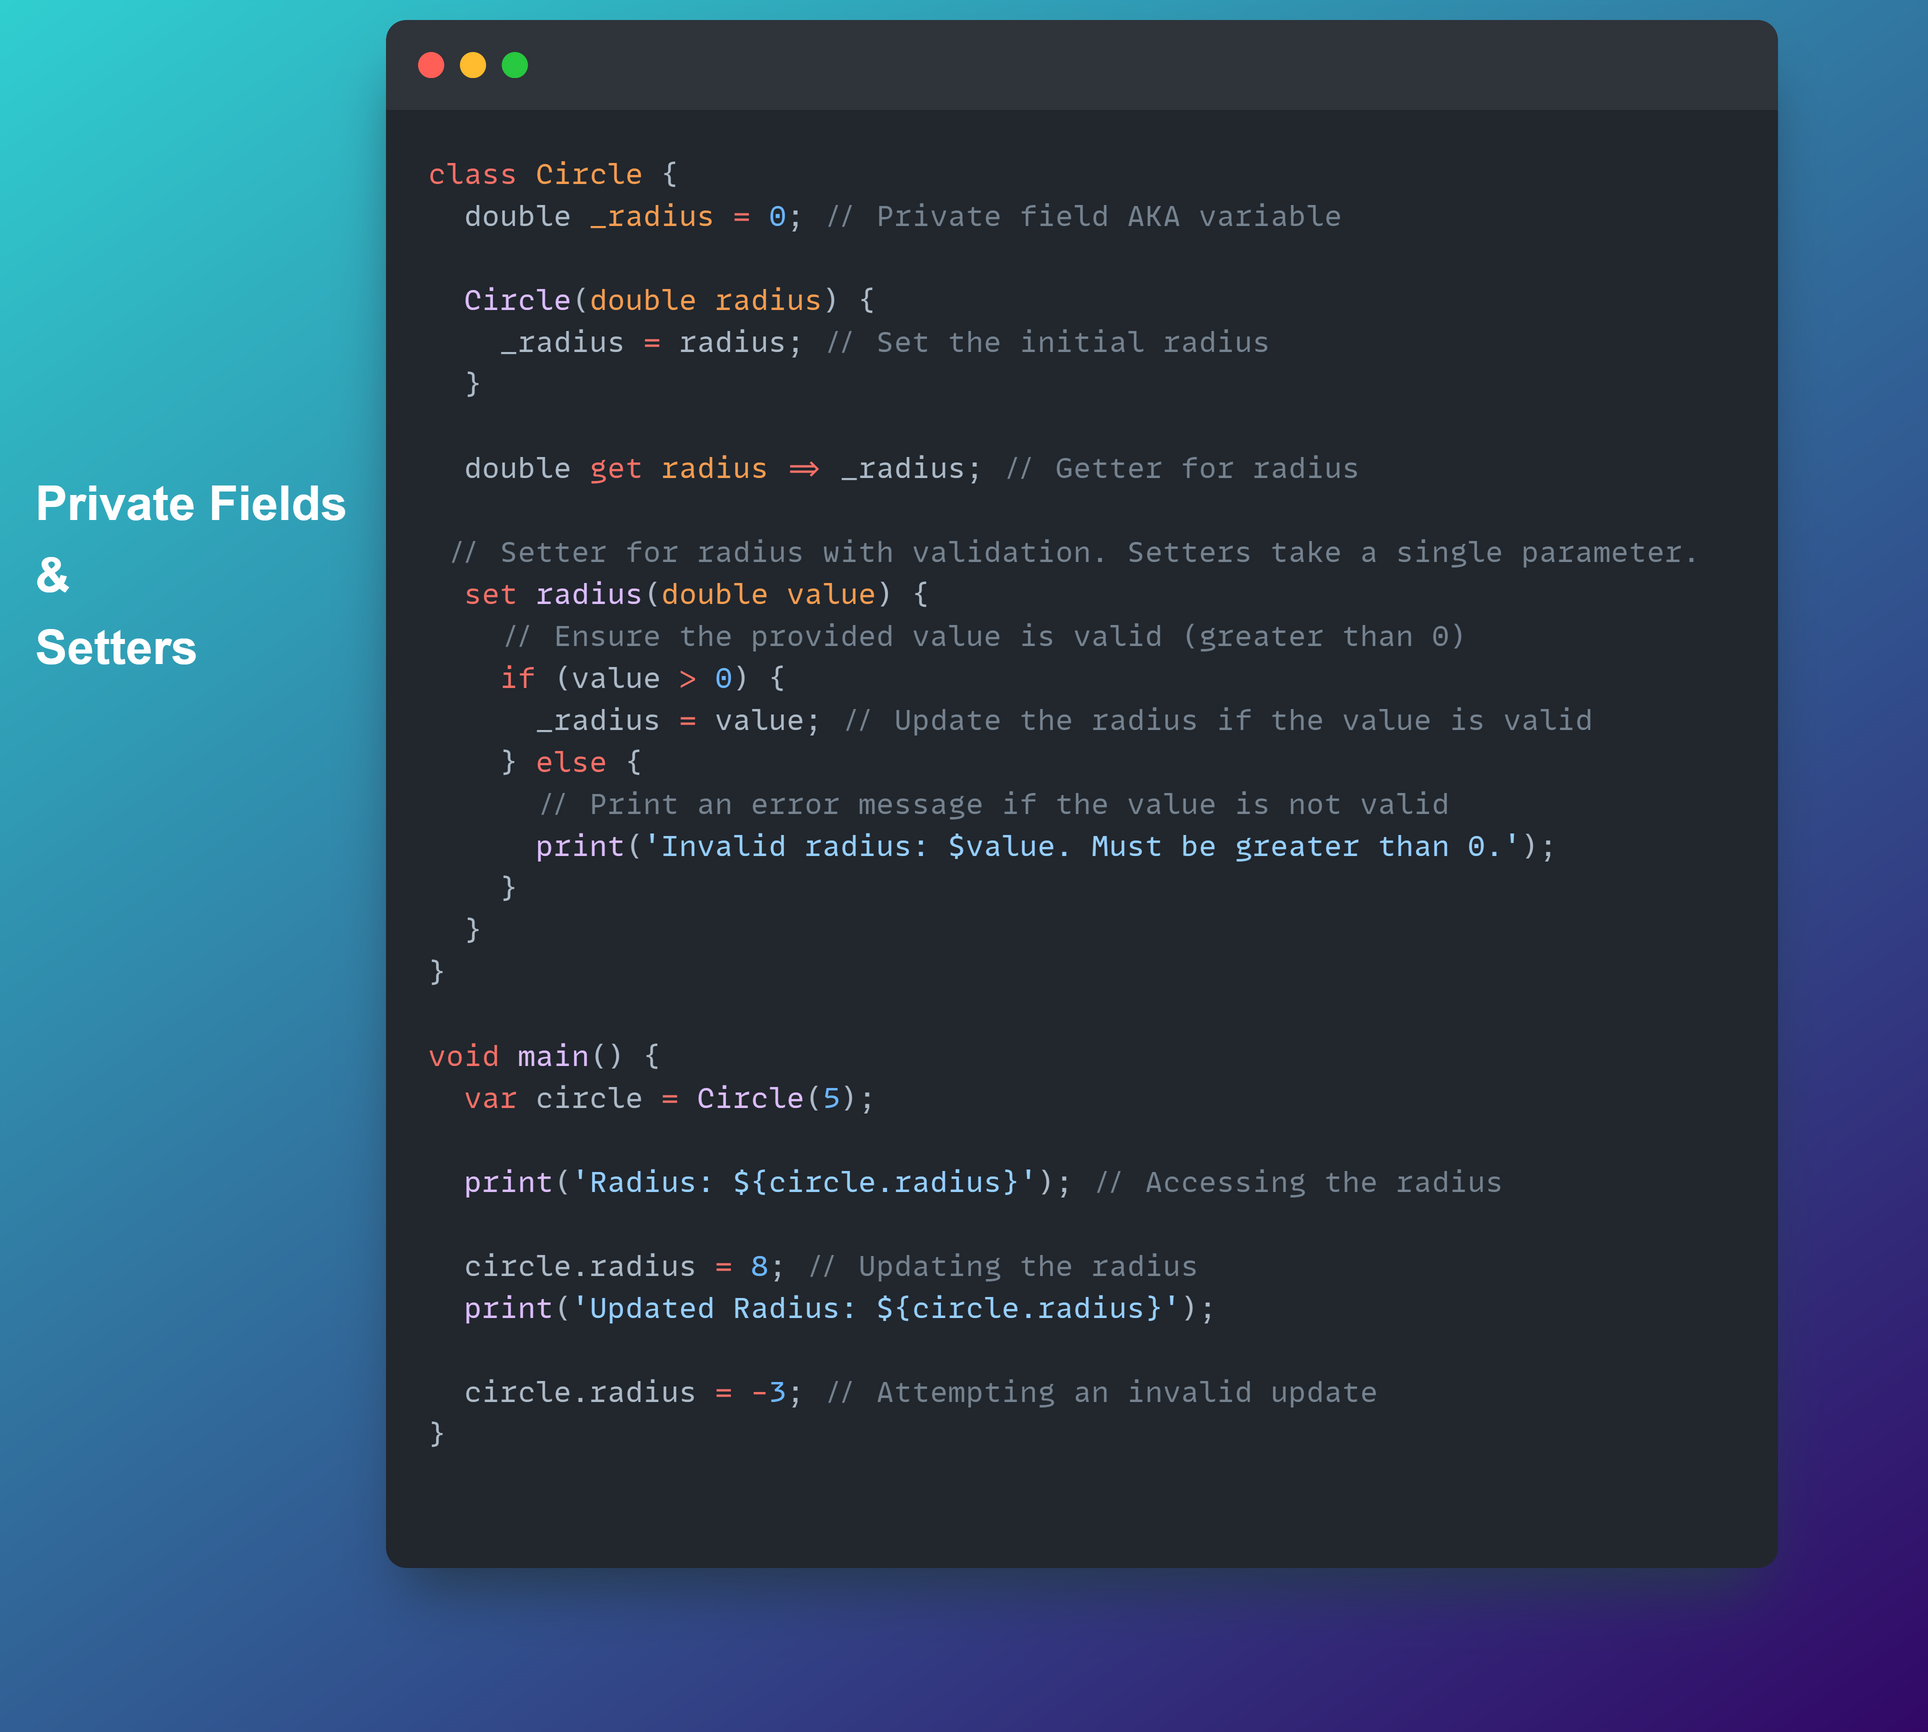 Private Fields
&
Setters
class Circle {
  double _radius = 0; // Private field AKA variable

  Circle(double radius) {
    _radius = radius; // Set the initial radius
  }

  double get radius => _radius; // Getter for radius

 // Setter for radius with validation. Setters take a single parameter.
  set radius(double value) {
    // Ensure the provided value is valid (greater than 0)
    if (value > 0) {
      _radius = value; // Update the radius if the value is valid
    } else {
      // Print an error message if the value is not valid
      print('Invalid radius: $value. Must be greater than 0.');
    }
  }
}

void main() {
  var circle = Circle(5);

  print('Radius: ${circle.radius}'); // Accessing the radius

  circle.radius = 8; // Updating the radius
  print('Updated Radius: ${circle.radius}');

  circle.radius = -3; // Attempting an invalid update
}